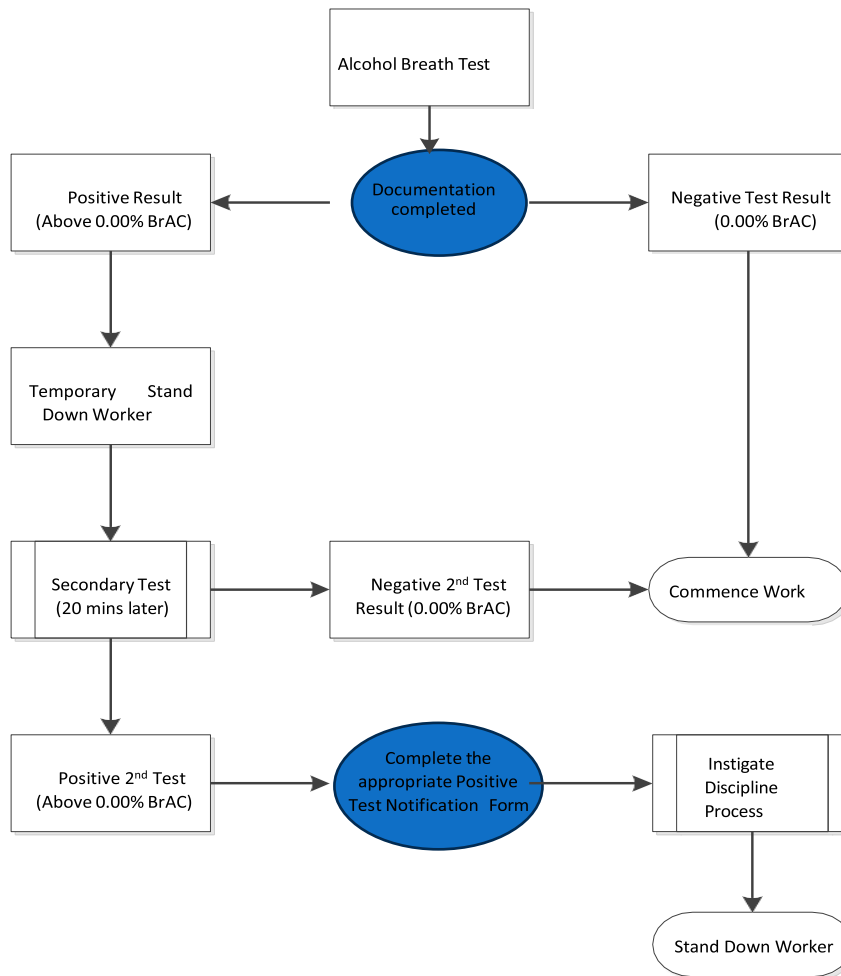 Alcohol Breath Test
Documentation
completed
Positive Result
(Above 0.00% BrAC)
Negative Test Result
(0.00% BrAC)
Temporary Stand
Down Worker
Secondary Test
(20 mins later)
Negative 2nd Test
Result (0.00% BrAC)
Commence Work
Positive 2nd Test
(Above 0.00% BrAC)
Complete the
appropriate Positive
Test Notification Form
Instigate
Discipline
Process
Stand Down Worker